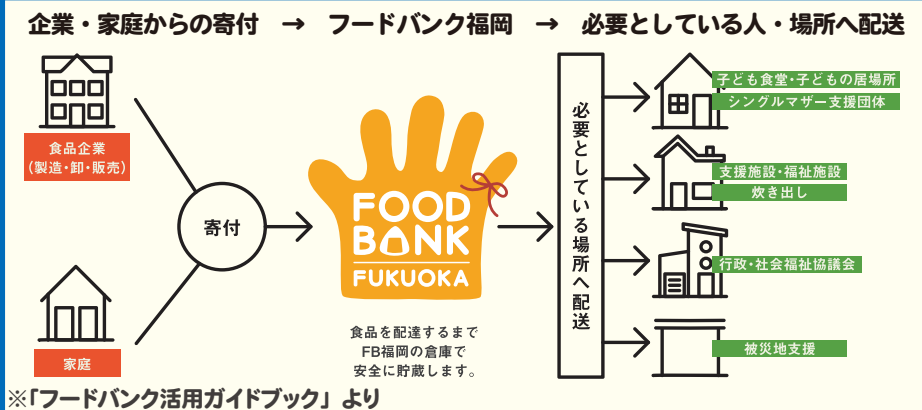 企業・家庭からの寄付 → フードバンク福岡 → 必要としている人・場所へ配送
食品企業
(製造・卸・販売)
家庭
寄付
FOOD
BANK
FUKUOKA
食品を配達するまで
FB福岡の倉庫で
安全に貯蔵します。
必要としている場所へ配送
子ども食堂・子どもの居場所
シングルマザー支援団体
支援施設・福祉施設
炊き出し
行政・社会福祉協議会
被災地支援
※「フードバンク活用ガイドブック」より